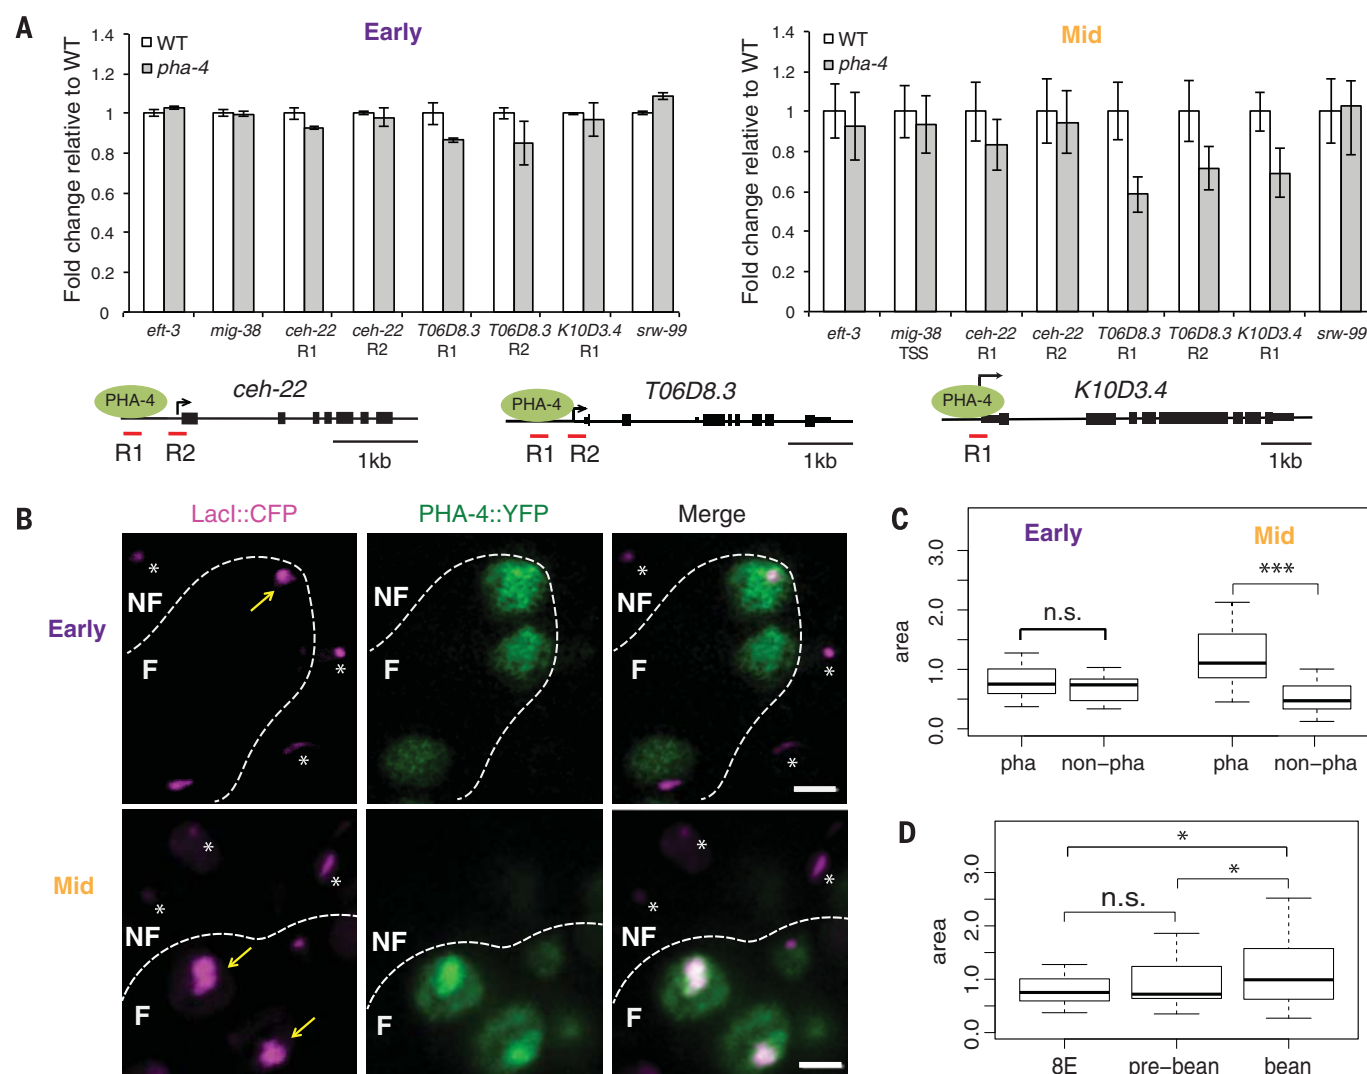 A
Early
Fold change relative to WT
1.4
1.2
1
0.8
0.6
0.4
0.2
0
WT
pha-4
eft-3
mig-38
ceh-22 R1
ceh-22 R2
T06D8.3 R1
T06D8.3 R2
K10D3.4 R1
srw-99
Mid
Fold change relative to WT
1.4
1.2
1
0.8
0.6
0.4
0.2
0
WT
pha-4
eft-3
mig-38 TSS
ceh-22 R1
ceh-22 R2
T06D8.3 R1
T06D8.3 R2
K10D3.4 R1
srw-99
PHA-4
ceh-22
R1
R2
1kb
PHA-4
T06D8.3
R1
R2
1kb
PHA-4
K10D3.4
R1
1kb
B
LacI::CFP
PHA-4::YFP
Merge
Early
NF
F
*
*
*
NF
F
NF
F
*
*
*
Mid
NF
F
*
*
*
NF
F
NF
F
*
*
*
C
Early
Mid
area
3.0
2.0
1.0
0.0
n.s.
***
pha
non-pha
pha
non-pha
D
area
3.0
2.0
1.0
0.0
*
*
n.s.
8E
pre-bean
bean